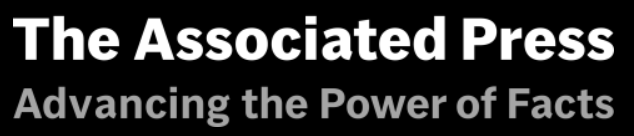 The Associated Press
Advancing the Power of Facts